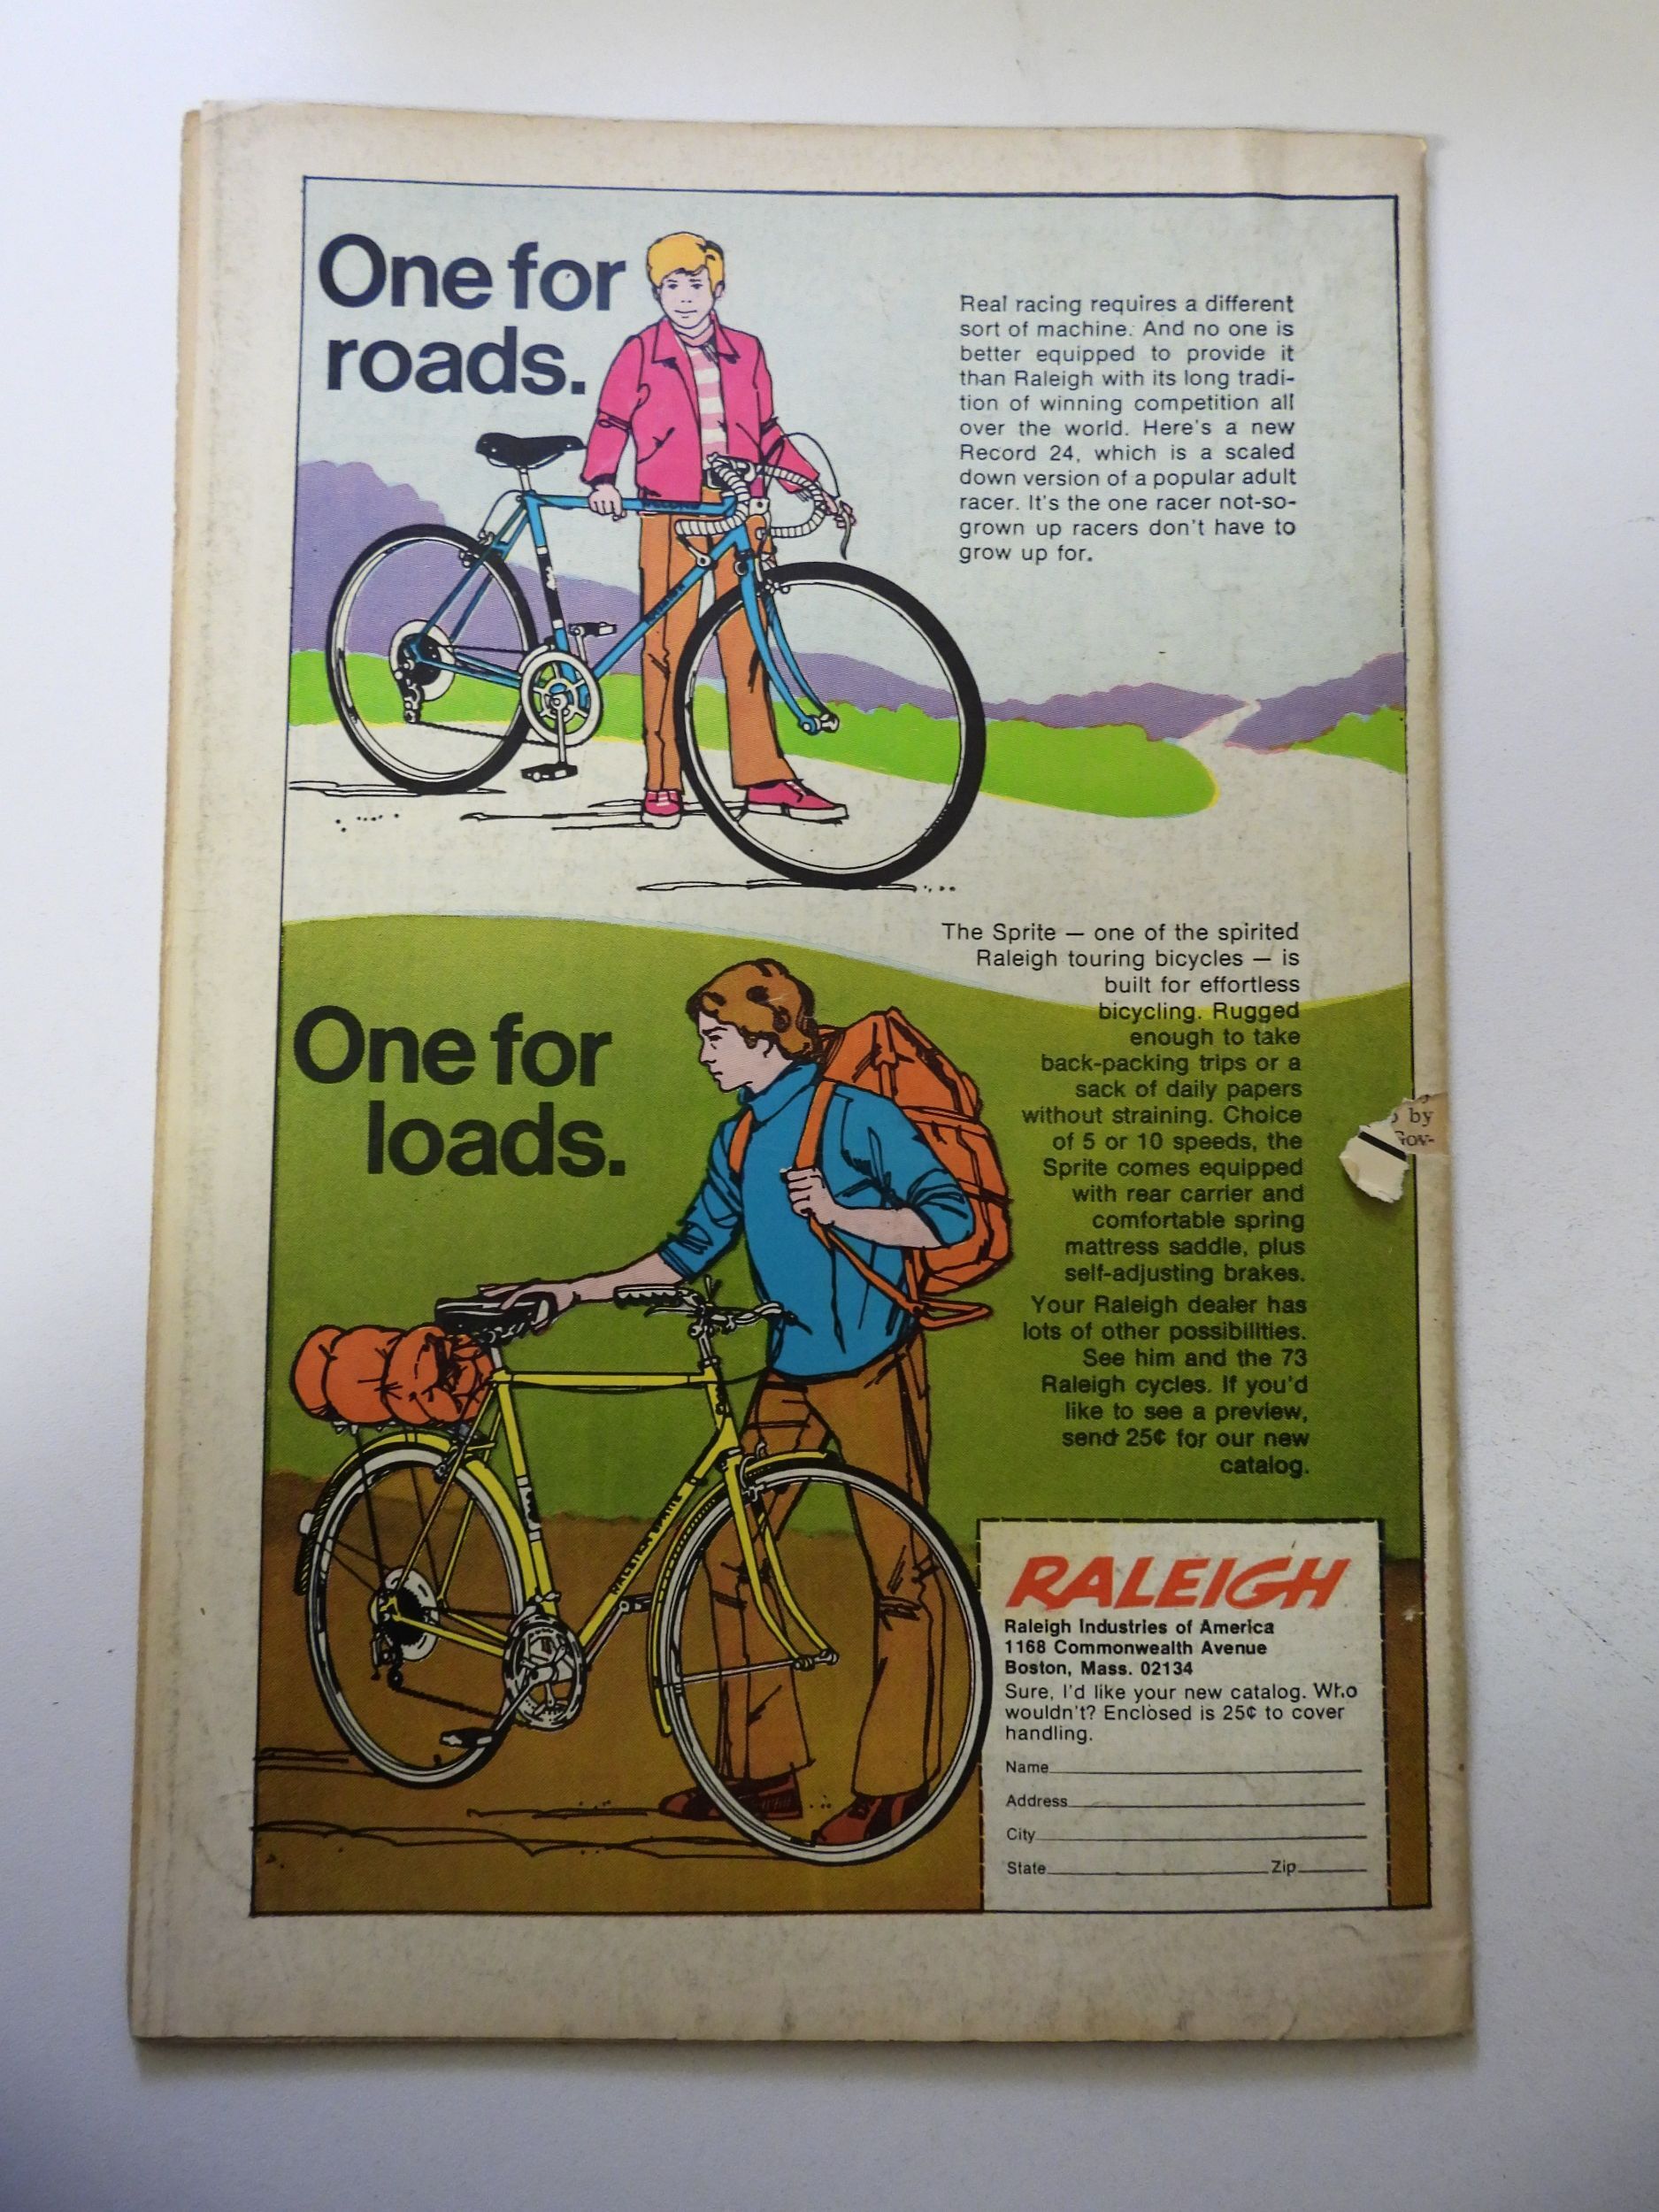 One for
roads.
Real racing requires a different
sort of machine. And no one is
better equipped to provide it
than Raleigh with its long tradi-
tion of winning competition all
over the world. Here's a new
Record 24, which is a scaled
down version of a popular adult
racer. It's the one racer not-so-
grown up racers don't have to
grow up for.
The Sprite — one of the spirited
Raleigh touring bicycles — is
built for effortless
bicycling. Rugged
enough to take
back-packing trips or a
sack of daily papers
without straining. Choice
of 5 or 10 speeds, the
Sprite comes equipped
with rear carrier and
comfortable spring
mattress saddle, plus
self-adjusting brakes.
Your Raleigh dealer has
lots of other possibilities.
See him and the 73
Raleigh cycles. If you'd
like to see a preview,
send 25¢ for our new
catalog.
One for
loads.
RALEIGH SPRITE
by
Gov-
RALEIGH
Raleigh Industries of America
1168 Commonwealth Avenue
Boston, Mass. 02134
Sure, I'd like your new catalog. Who
wouldn't? Enclosed is 25¢ to cover
handling.
Name
Address
City
State Zip